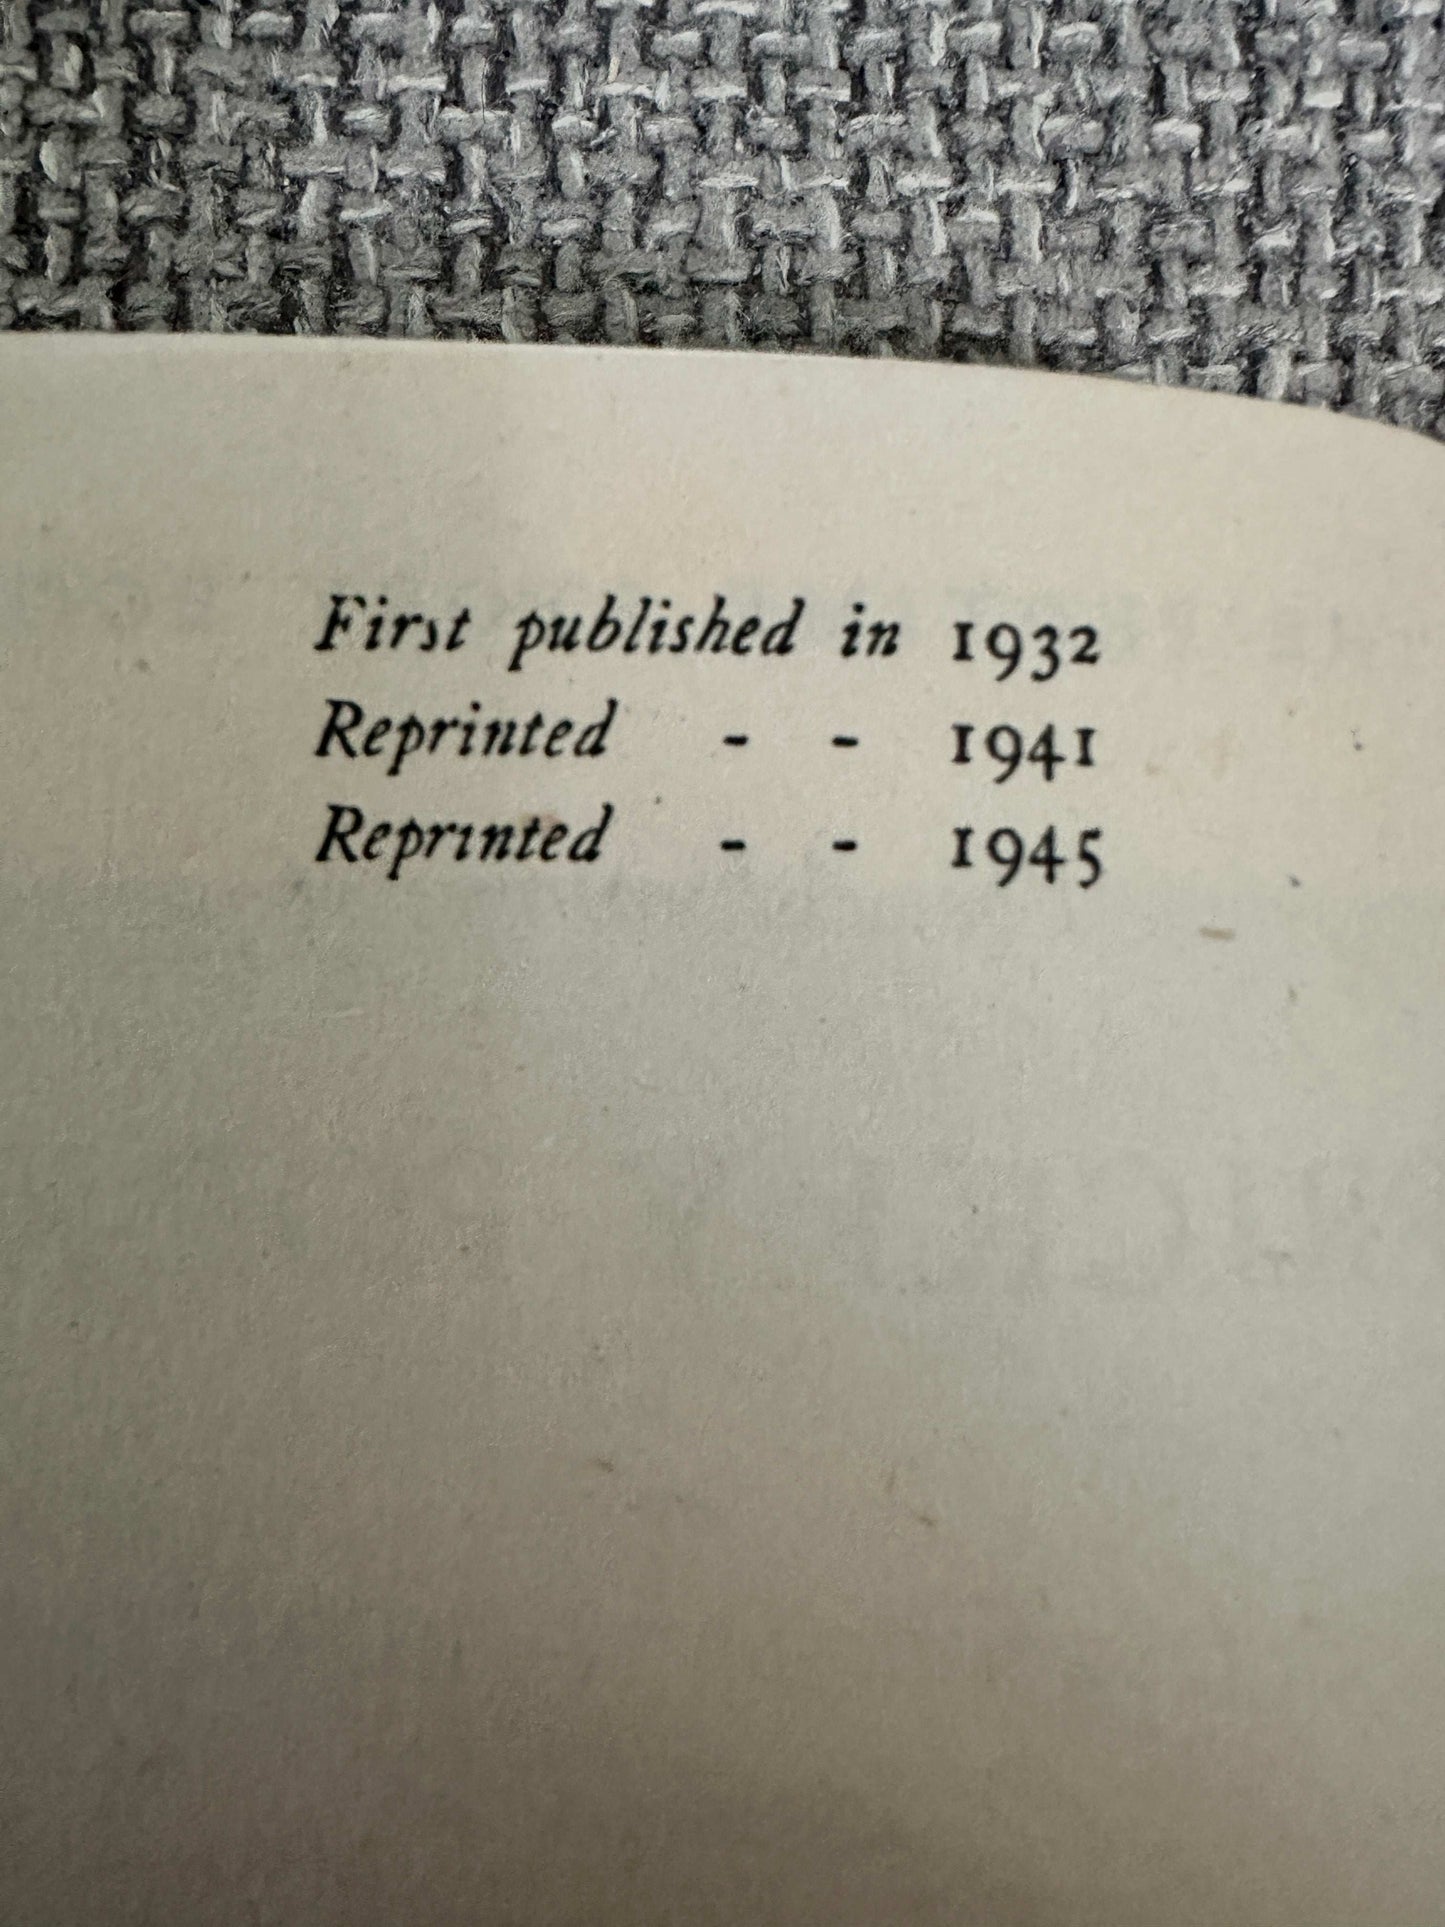 First published in 1932
Reprinted - - 1941
Reprinted - - 1945